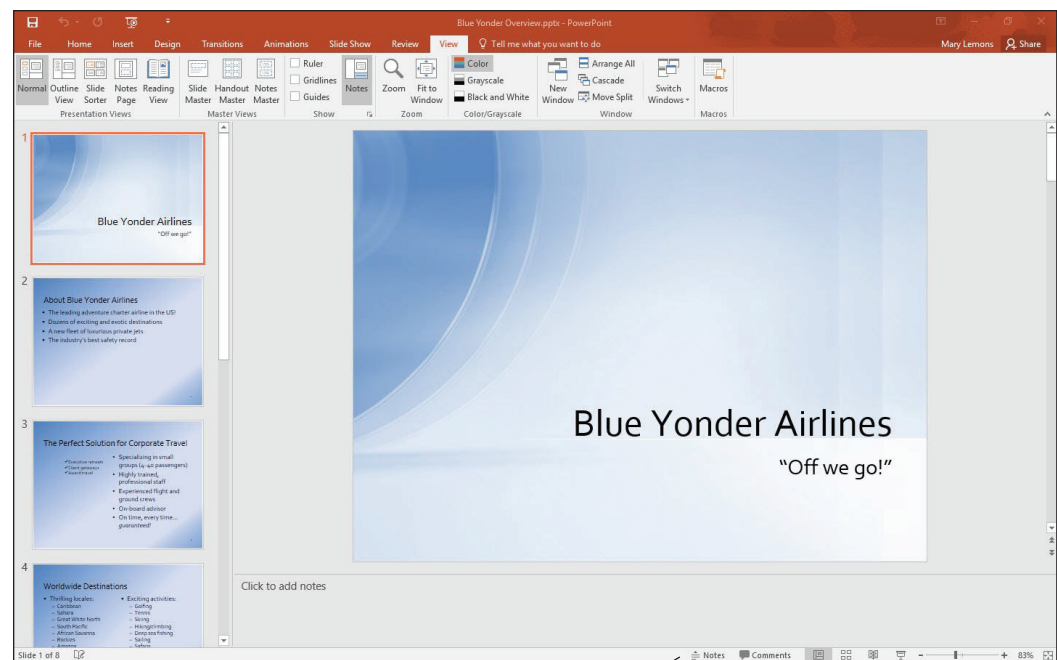 Blue Yonder Overview.pptx - PowerPoint
File Home Insert Design Transitions Animations Slide Show Review View Tell me what you want to do Mary Lemons Share
Normal Outline View Slide Sorter Notes Page Reading View
Presentation Views
Slide Master Handout Master Notes Master
Master Views
Ruler
Gridlines
Guides
Notes
Show
Zoom Fit to Window
Zoom
Color
Grayscale
Black and White
Color/Grayscale
New Window
Arrange All
Cascade
Move Split
Switch Windows
Window
Macros
Macros
1
Blue Yonder Airlines
"Off we go!"
2
About Blue Yonder Airlines
• The leading adventure charter airline in the US!
• Dozens of exciting and exotic destinations
• A new fleet of luxurious private jets
• The industry's best safety record
3
The Perfect Solution for Corporate Travel
✓Executive retreats
✓Client getaways
✓Award travel
• Specializing in small groups (4-40 passengers)
• Highly trained, professional staff
• Experienced flight and ground crews
• On-board advisor
• On time, every time... guaranteed!
4
Worldwide Destinations
• Thrilling locales:
– Caribbean
– Sahara
– Great White North
– South Pacific
– African Savanna
– Rockies
– Amazon
• Exciting activities:
– Golfing
– Tennis
– Skiing
– Hiking/climbing
– Deep sea fishing
– Sailing
– Safaris
Blue Yonder Airlines
“Off we go!”
Click to add notes
Slide 1 of 8 Notes Comments 83%